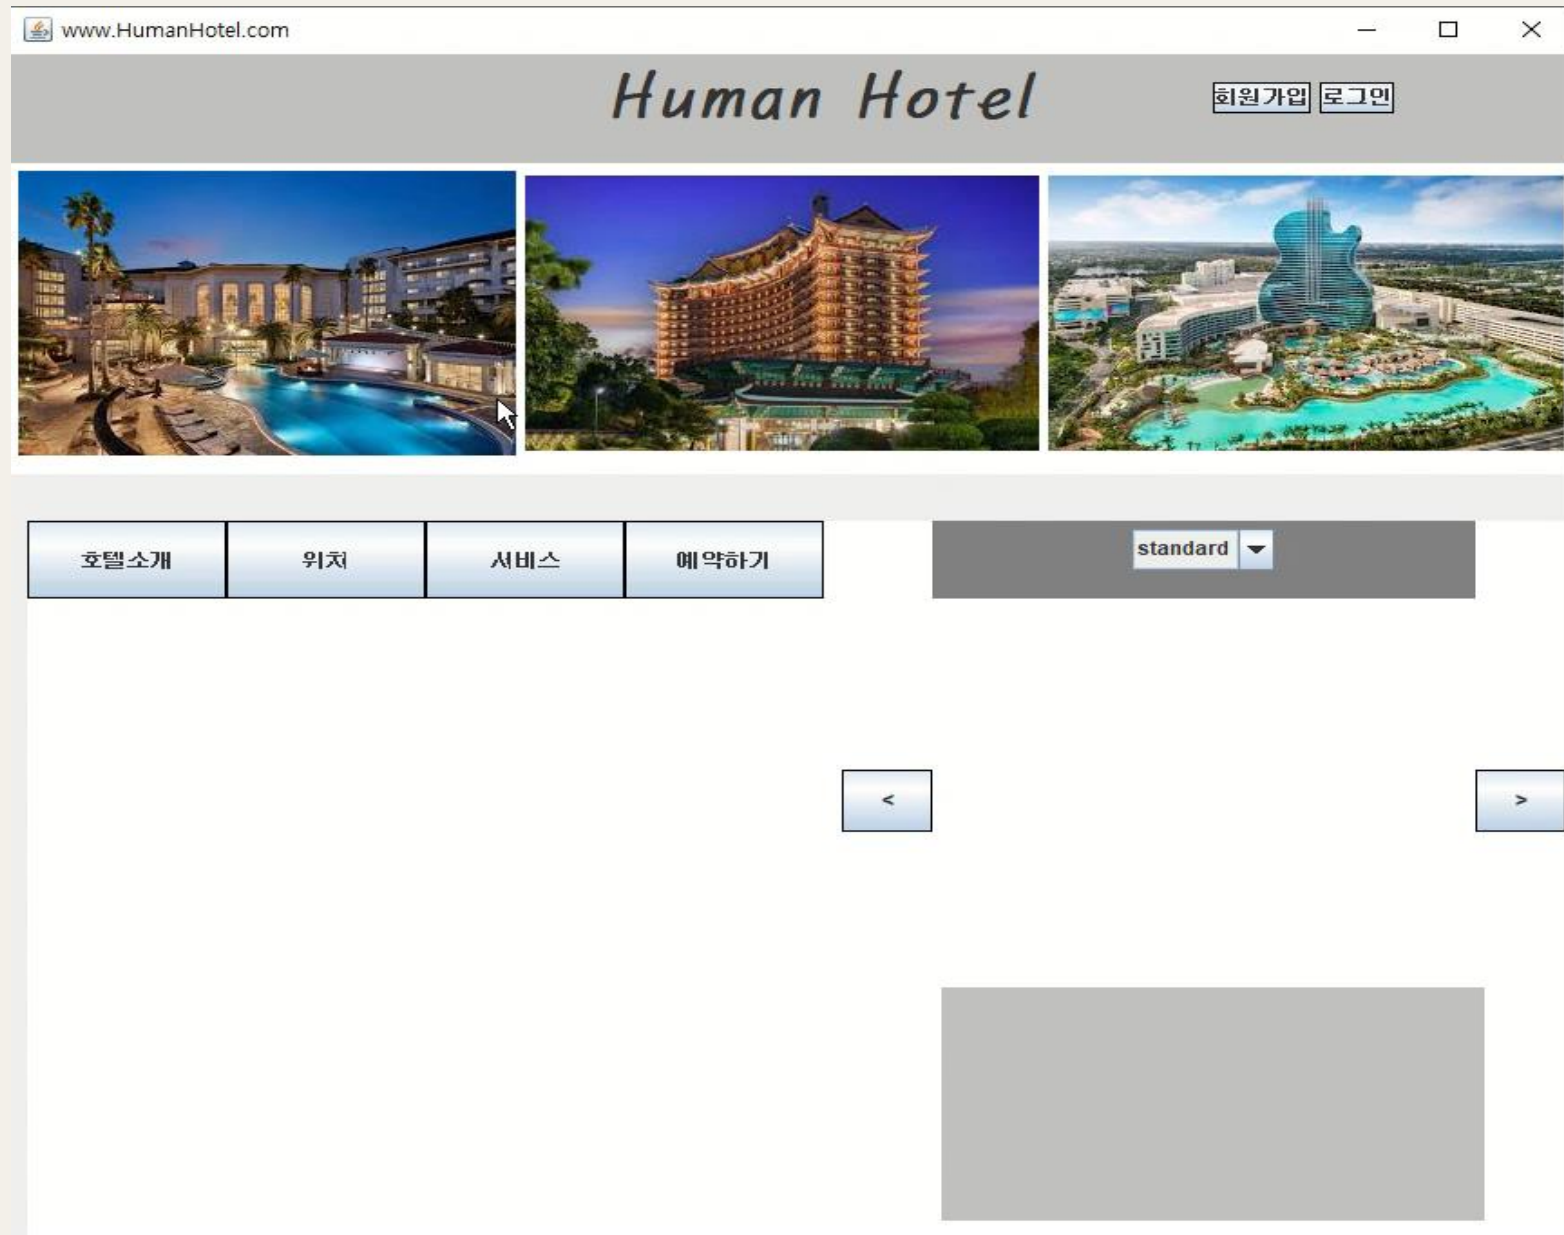 www.HumanHotel.com
Human Hotel
회원가입 로그인
호텔소개 위치 서비스 예약하기
standard
< >